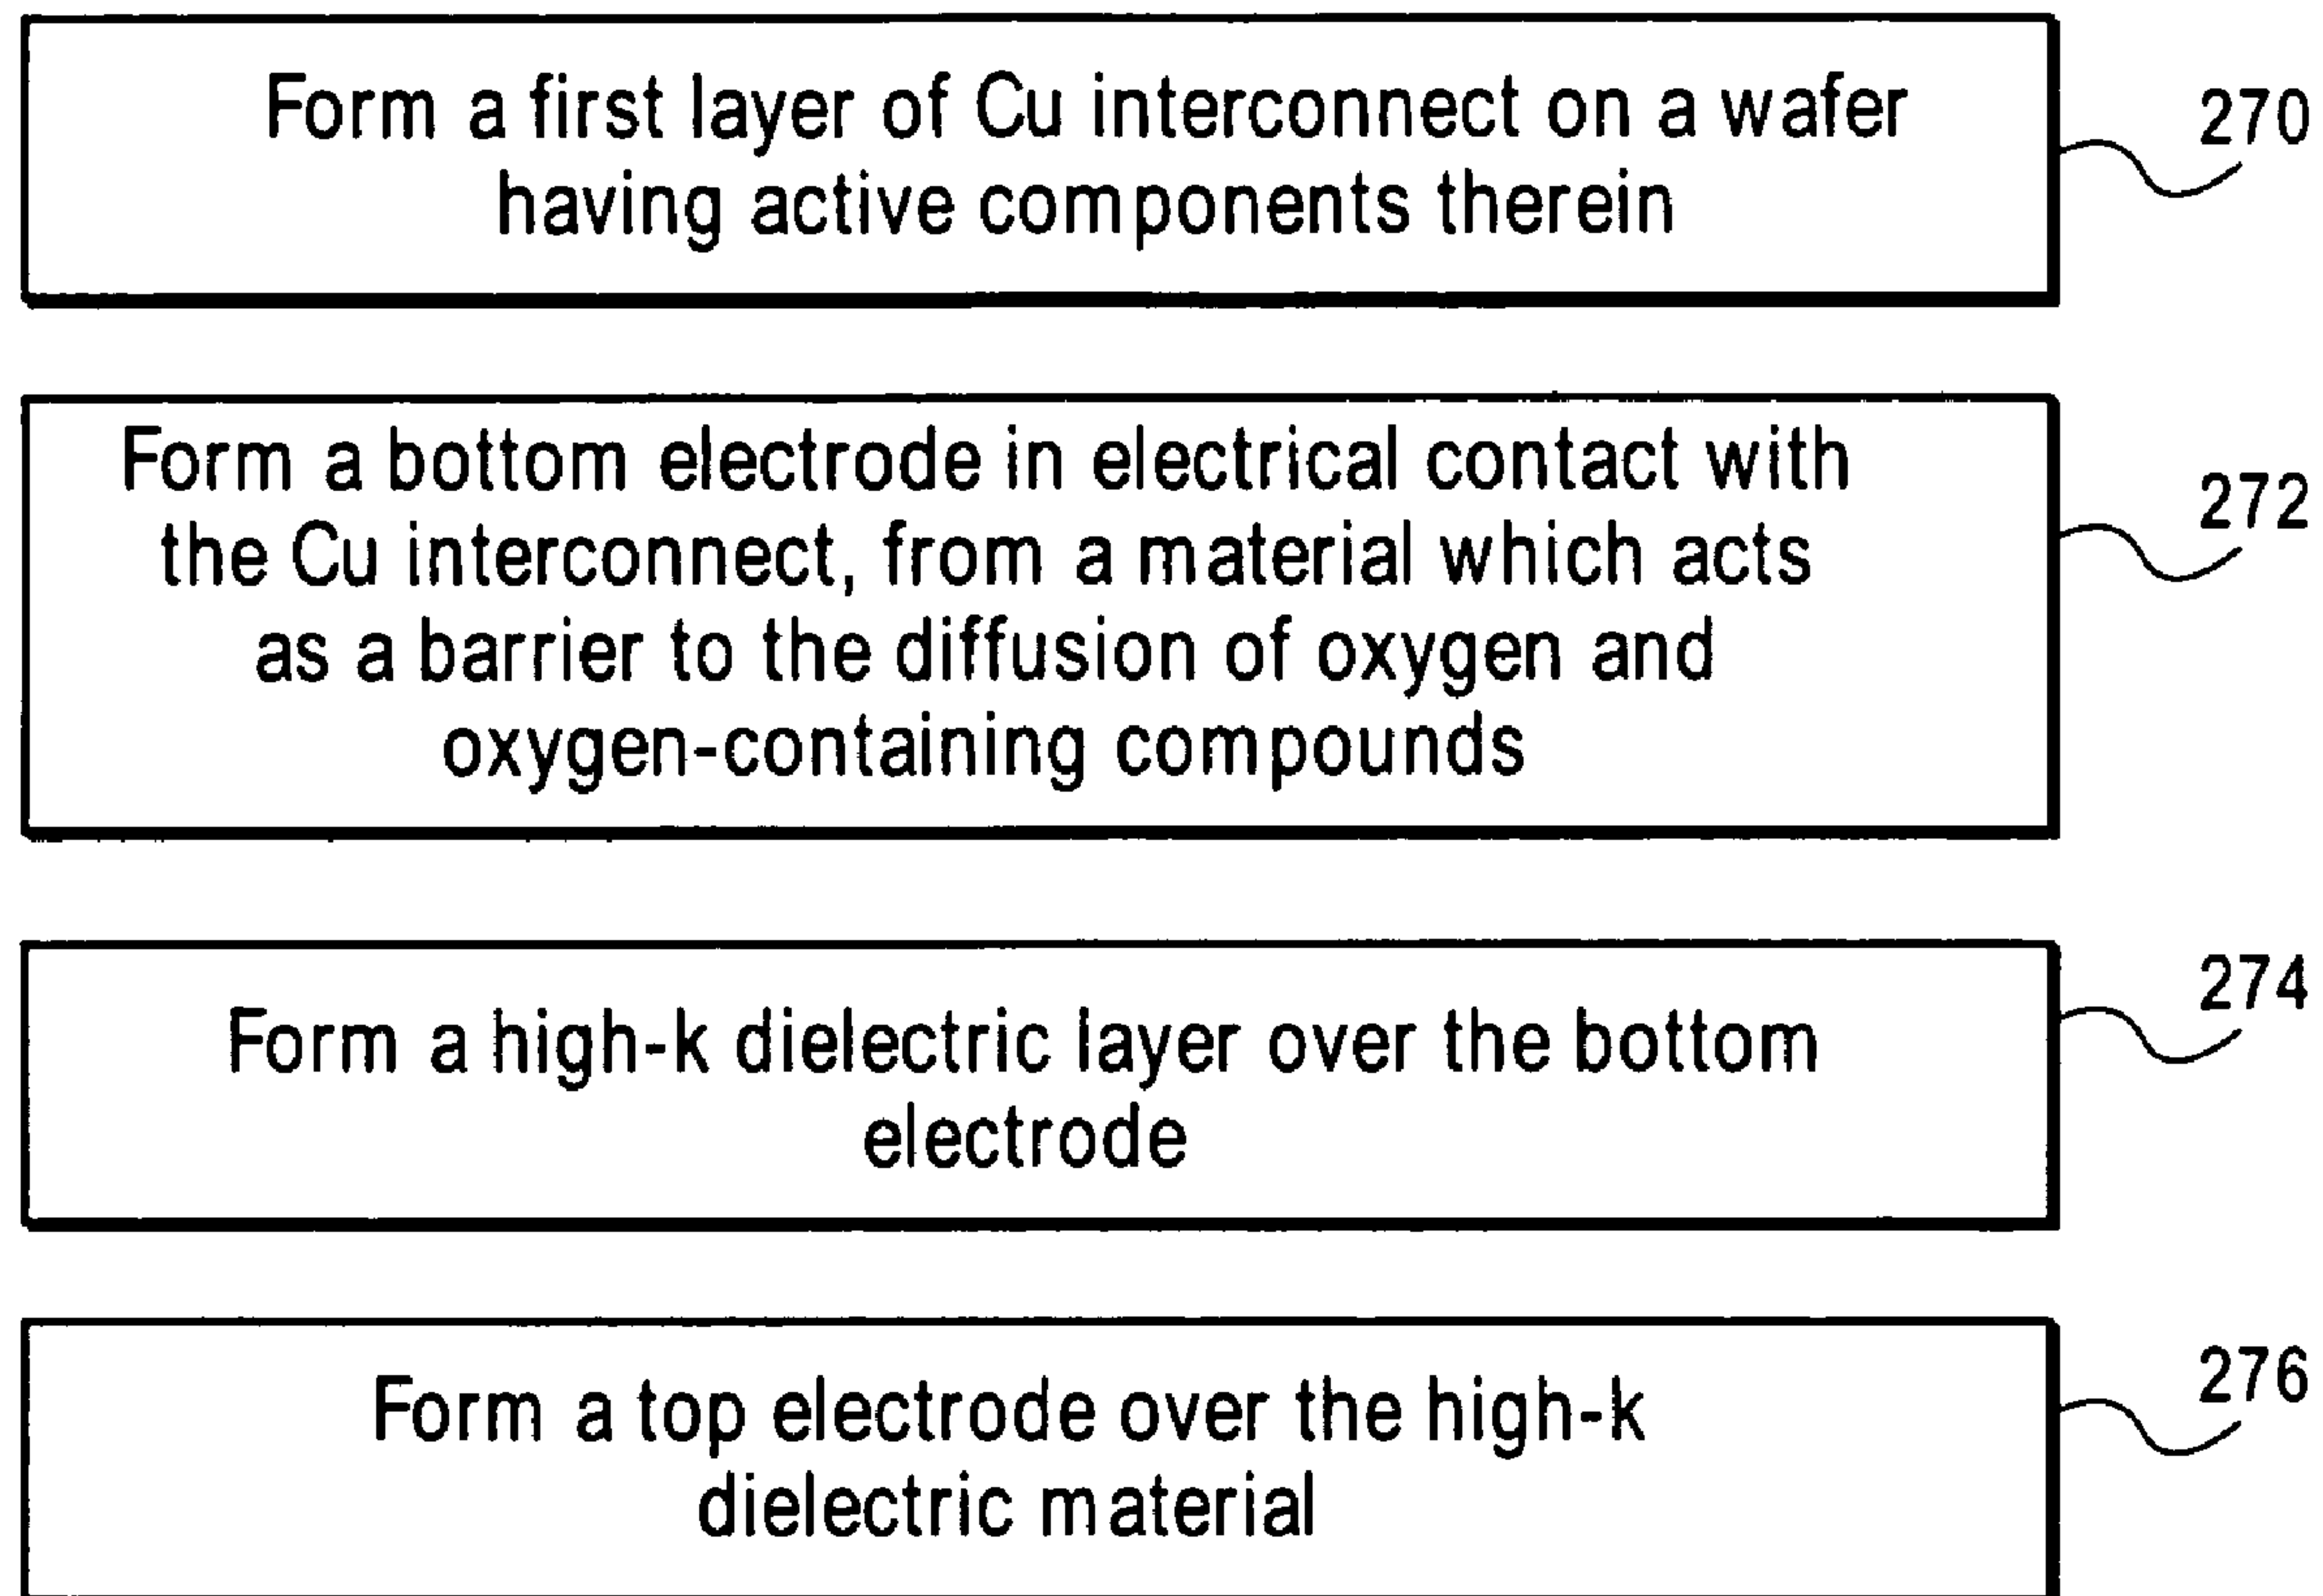 Form a first layer of Cu interconnect on a wafer
having active components therein
270
Form a bottom electrode in electrical contact with
the Cu interconnect, from a material which acts
as a barrier to the diffusion of oxygen and
oxygen-containing compounds
272
Form a high-k dielectric layer over the bottom
electrode
274
Form a top electrode over the high-k
dielectric material
276